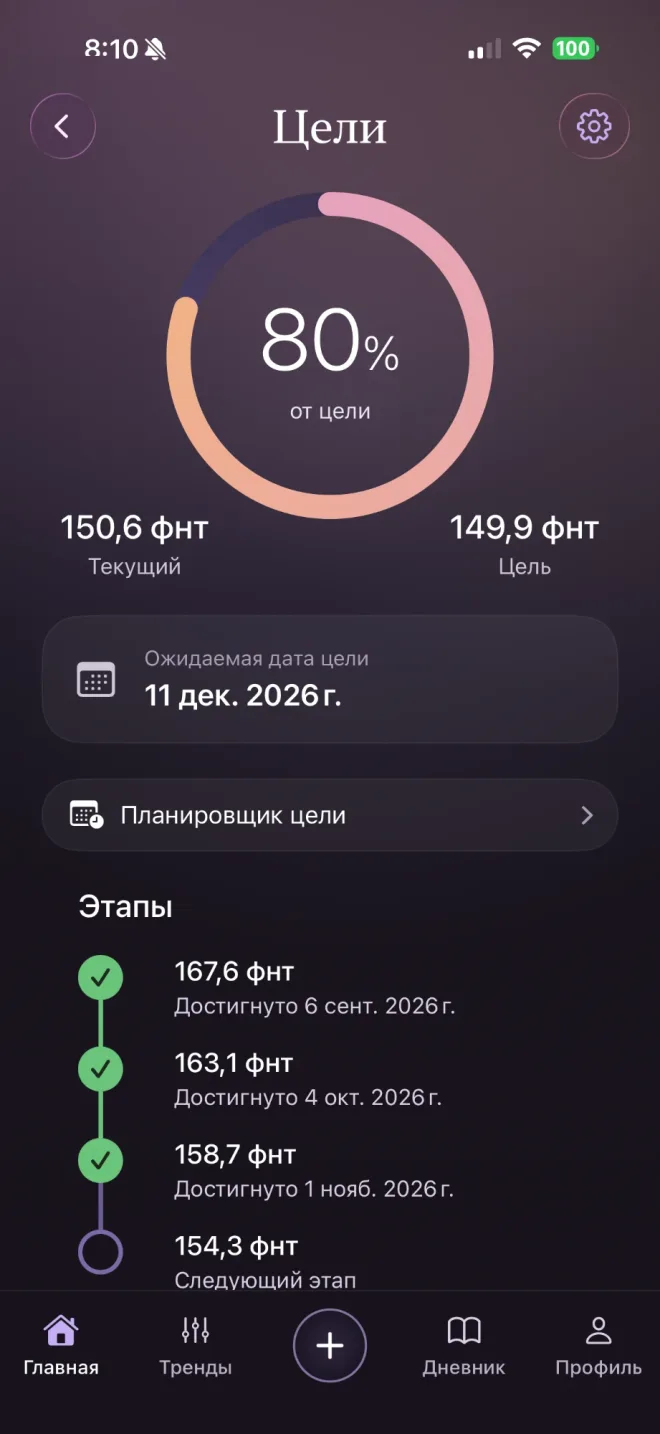 8:10
100
Цели
80%
от цели
150,6 фнт
Текущий
149,9 фнт
Цель
Ожидаемая дата цели
11 дек. 2026 г.
Планировщик цели
Этапы
167,6 фнт
Достигнуто 6 сент. 2026 г.
163,1 фнт
Достигнуто 4 окт. 2026 г.
158,7 фнт
Достигнуто 1 нояб. 2026 г.
154,3 фнт
Следующий этап
Главная
Тренды
Дневник
Профиль